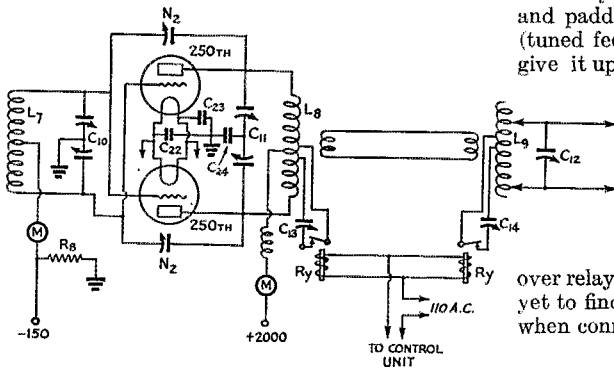 and padd
(tuned fee
give it up
N2
250TH
L7
C10
C23
C22
C24
C11
L8
L9
C12
250TH
N2
M
R8
C13
C14
Ry
Ry
M
110 A.C.
-150
+2000
TO CONTROL
UNIT
over relay
yet to find
when conn